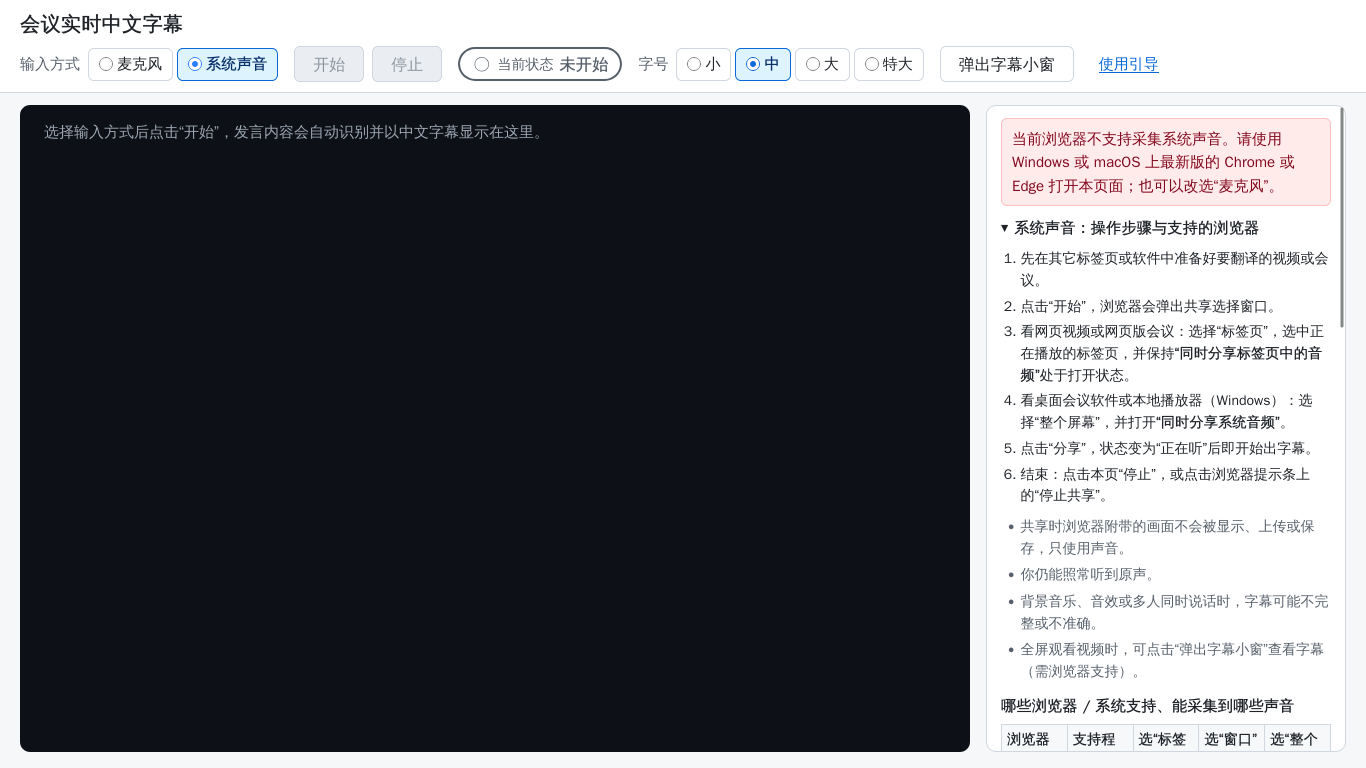 会议实时中文字幕
输入方式 麦克风 系统声音 开始 停止 当前状态 未开始 字号 小 中 大 特大 弹出字幕小窗 使用引导
选择输入方式后点击“开始”，发言内容会自动识别并以中文字幕显示在这里。
当前浏览器不支持采集系统声音。请使用
Windows 或 macOS 上最新版的 Chrome 或
Edge 打开本页面；也可以改选“麦克风”。
▾ 系统声音：操作步骤与支持的浏览器
1. 先在其它标签页或软件中准备好要翻译的视频或会
议。
2. 点击“开始”，浏览器会弹出共享选择窗口。
3. 看网页视频或网页版会议：选择“标签页”，选中正
在播放的标签页，并保持“同时分享标签页中的音
频”处于打开状态。
4. 看桌面会议软件或本地播放器（Windows）：选
择“整个屏幕”，并打开“同时分享系统音频”。
5. 点击“分享”，状态变为“正在听”后即开始出字幕。
6. 结束：点击本页“停止”，或点击浏览器提示条上
的“停止共享”。
• 共享时浏览器附带的画面不会被显示、上传或保
存，只使用声音。
• 你仍能照常听到原声。
• 背景音乐、音效或多人同时说话时，字幕可能不完
整或不准确。
• 全屏观看视频时，可点击“弹出字幕小窗”查看字幕
（需浏览器支持）。
哪些浏览器 / 系统支持、能采集到哪些声音
浏览器 支持程 选“标签 选“窗口” 选“整个